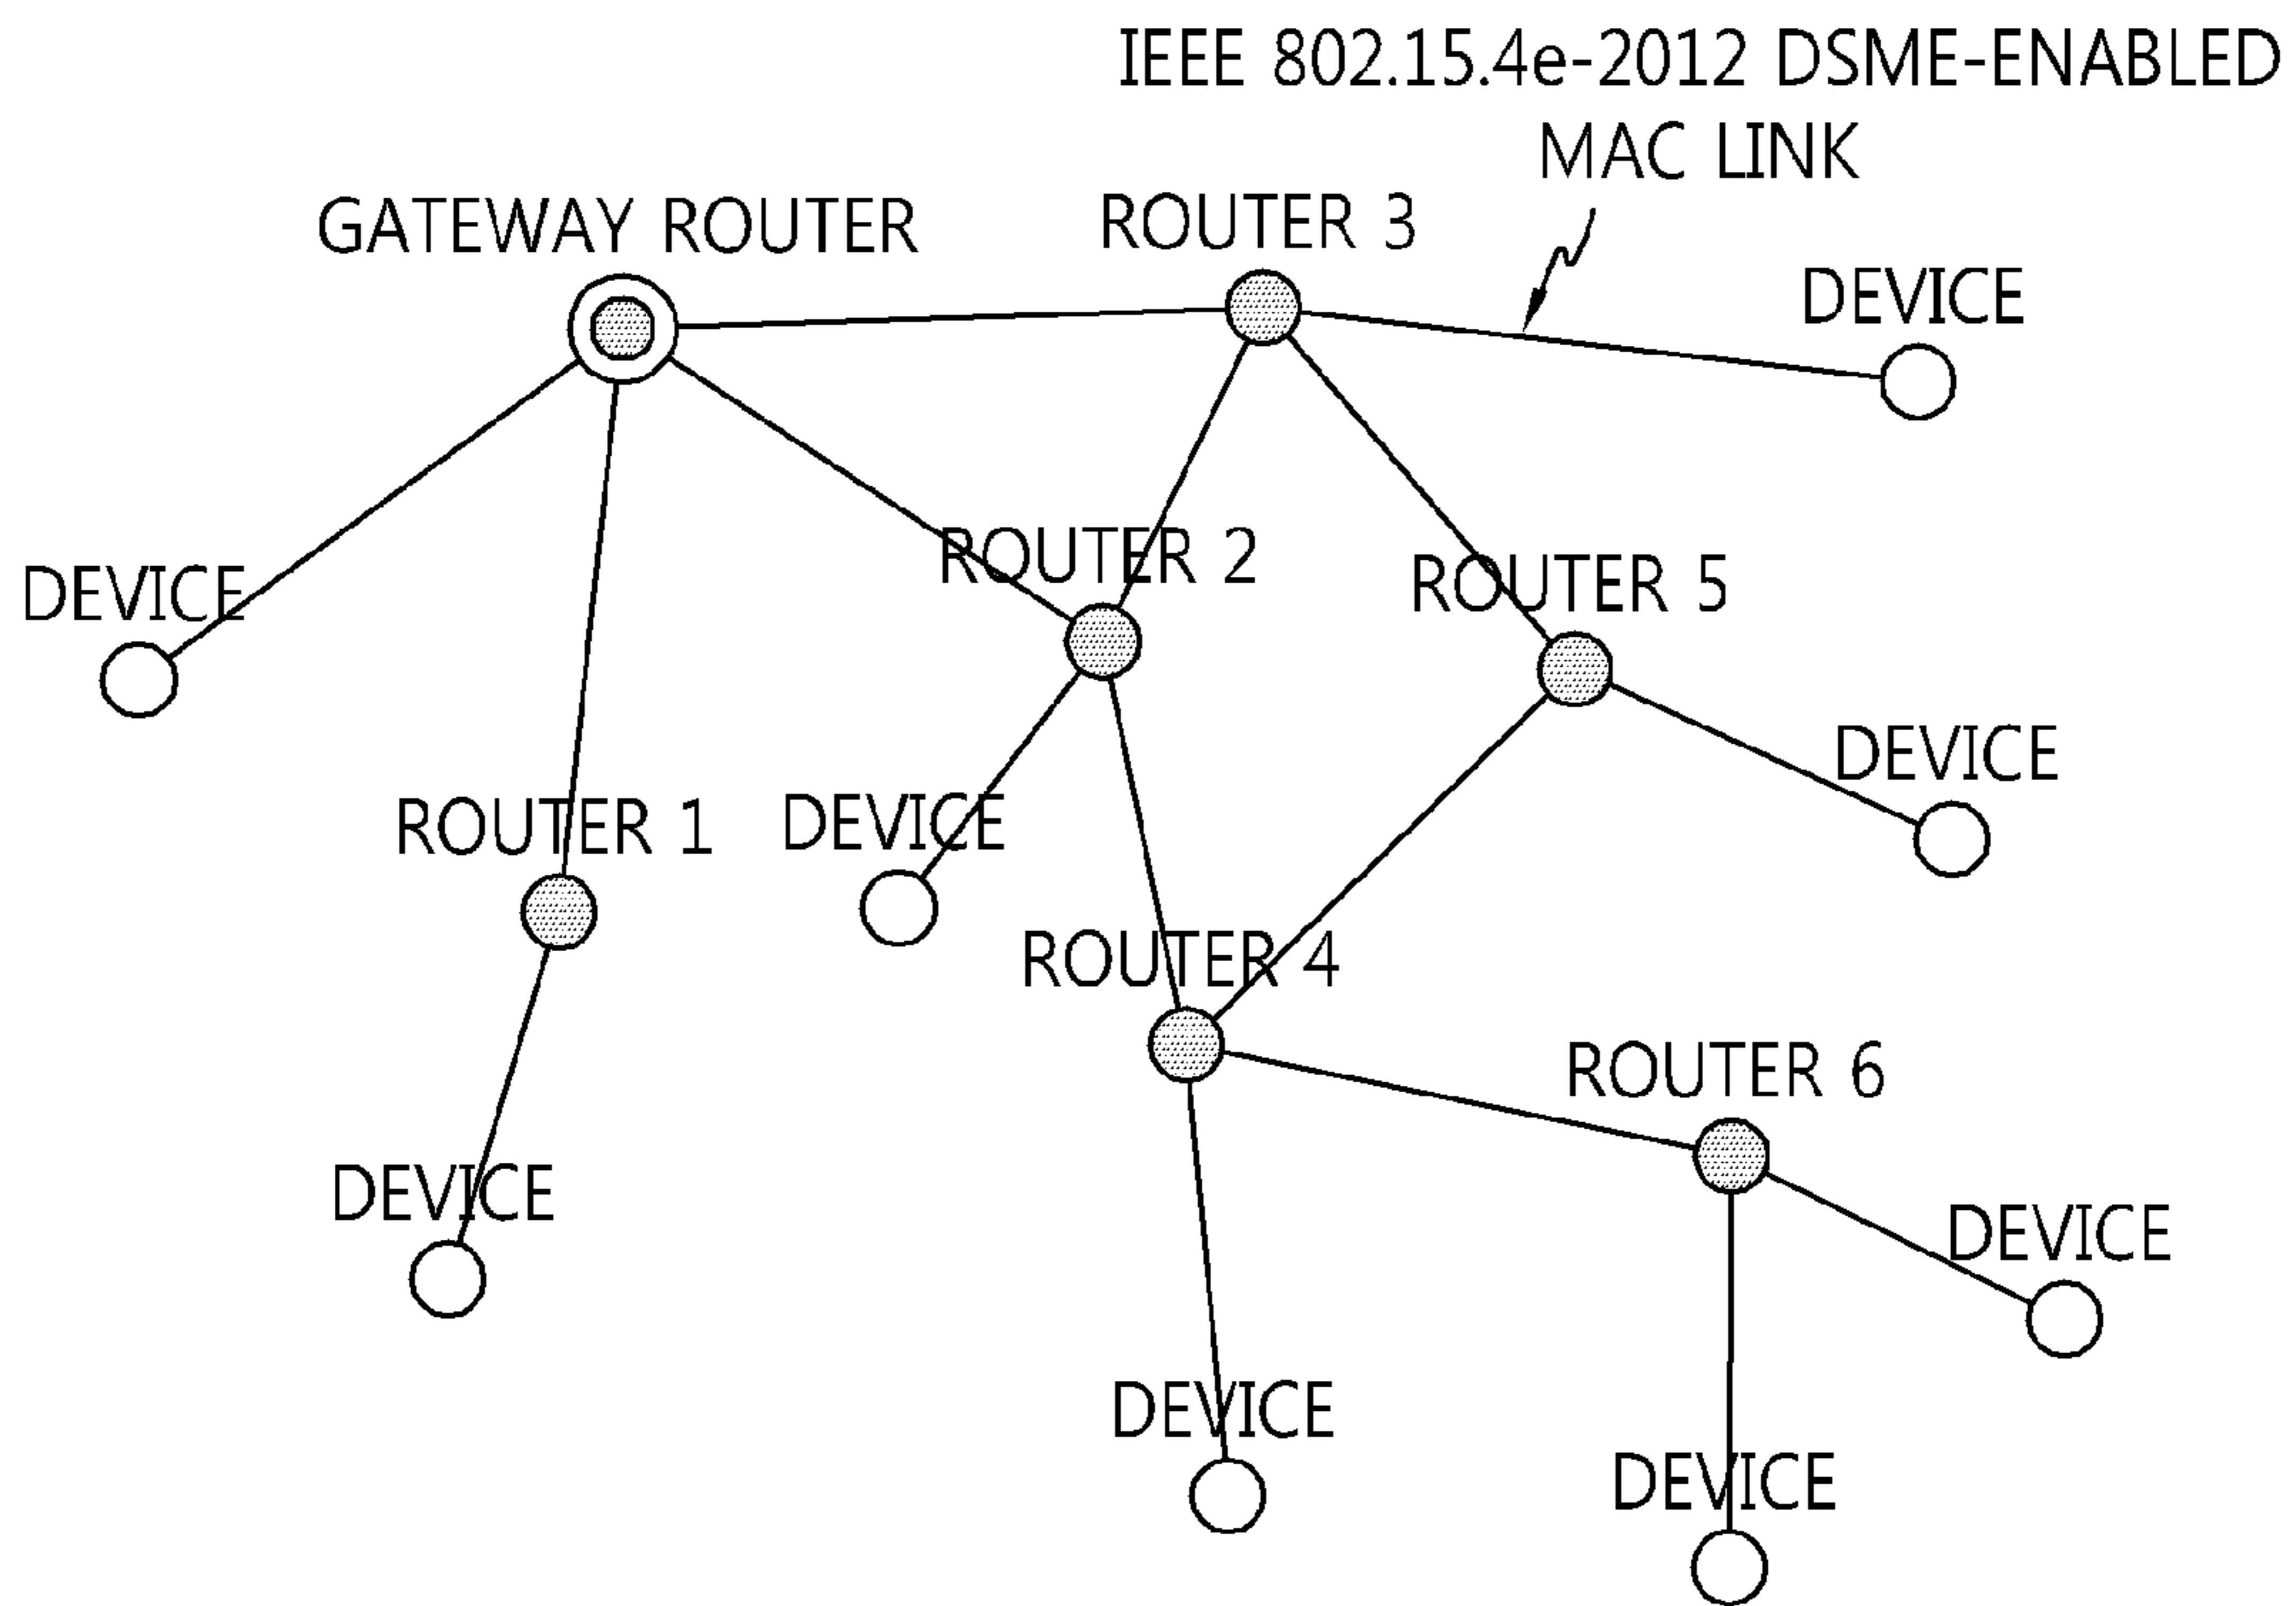 IEEE 802.15.4e-2012 DSME-ENABLED
MAC LINK
GATEWAY ROUTER
ROUTER 3
DEVICE
ROUTER 2
ROUTER 5
DEVICE
DEVICE
ROUTER 1
DEVICE
ROUTER 4
ROUTER 6
DEVICE
DEVICE
DEVICE
DEVICE